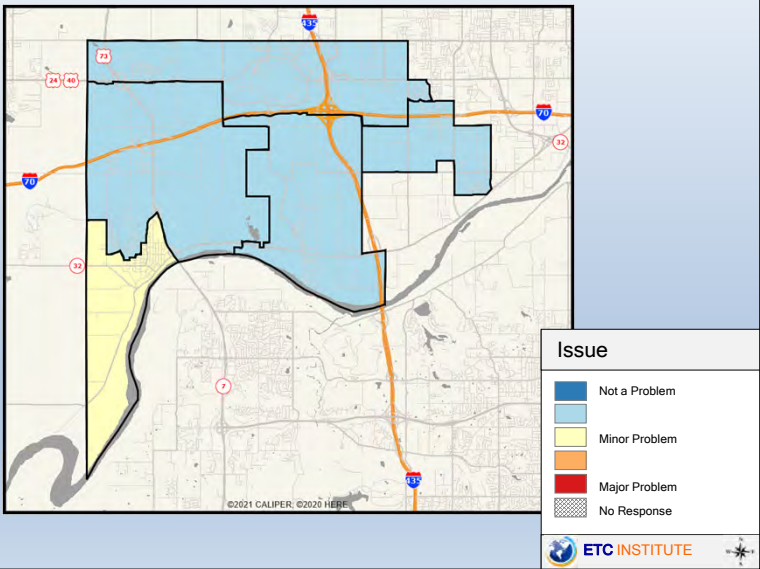 435
73
24 40
70
32
70
32
7
435
©2021 CALIPER; ©2020 HERE
Issue
Not a Problem
Minor Problem
Major Problem
No Response
ETC INSTITUTE